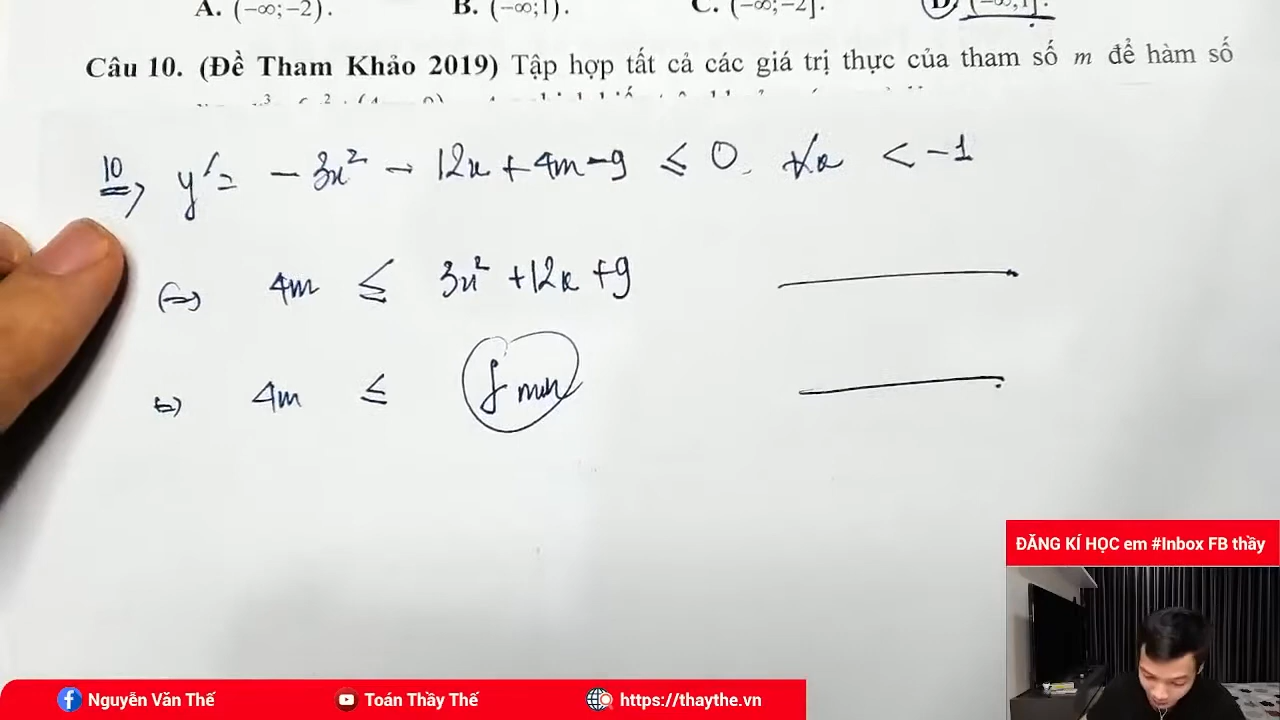 A. (−∞;−2). B. (−∞;1). C. (−∞;−2]. D. (−∞;1].
Câu 10. (Đề Tham Khảo 2019) Tập hợp tất cả các giá trị thực của tham số m để hàm số
10 y' = - 3x² - 12x + 4m - 9 ≤ 0, ∀x < -1
⇔ 4m ≤ 3x² + 12x + 9
⇔ 4m ≤ f min
ĐĂNG KÍ HỌC em #Inbox FB thầy
Nguyễn Văn Thế Toán Thầy Thế https://thaythe.vn